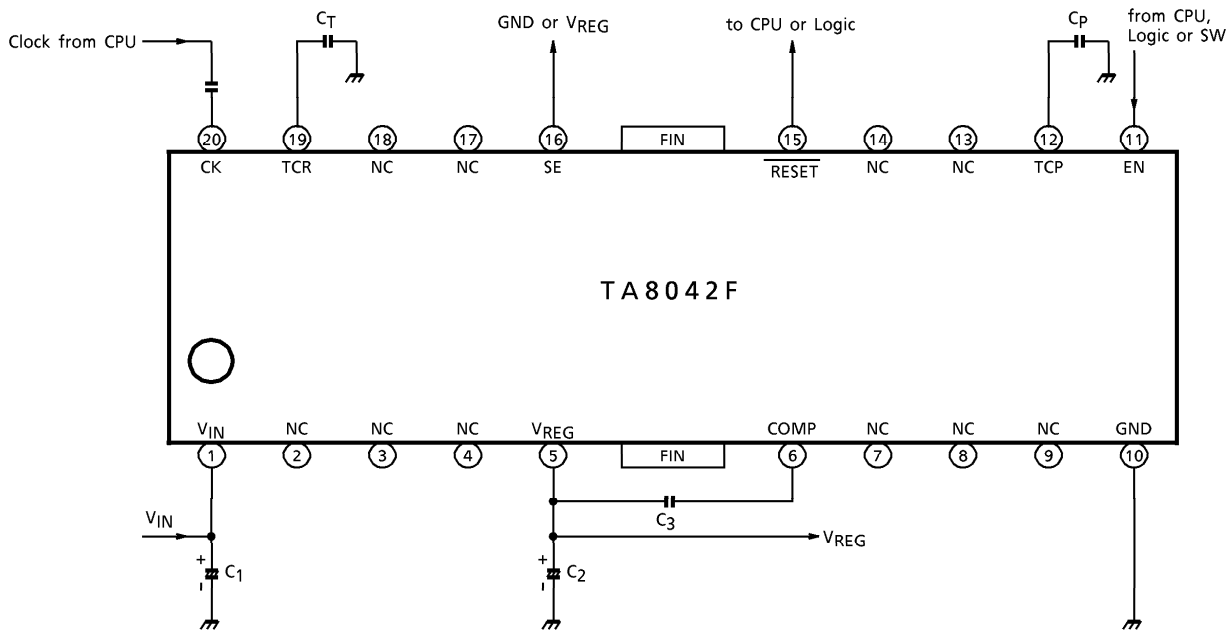 Clock from CPU
CT
GND or VREG
to CPU or Logic
CP
from CPU,
Logic or SW
20 19 18 17 16 FIN 15 14 13 12 11
CK TCR NC NC SE RESET NC NC TCP EN
TA8042F
VIN NC NC NC VREG COMP NC NC NC GND
1 2 3 4 5 FIN 6 7 8 9 10
C3
VIN
VREG
+
C1
-
+
C2
-